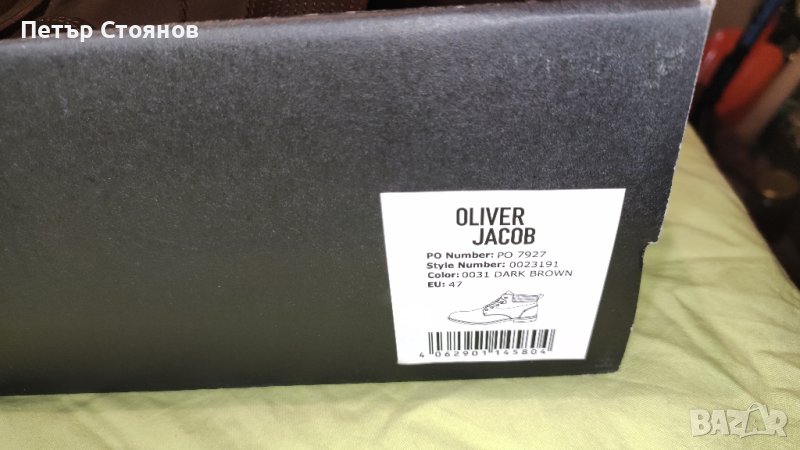 Петър Стоянов
OLIVER
JACOB
PO Number: PO 7927
Style Number: 0023191
Color: 0031 DARK BROWN
EU: 47
4 062901 145804
BAZAR